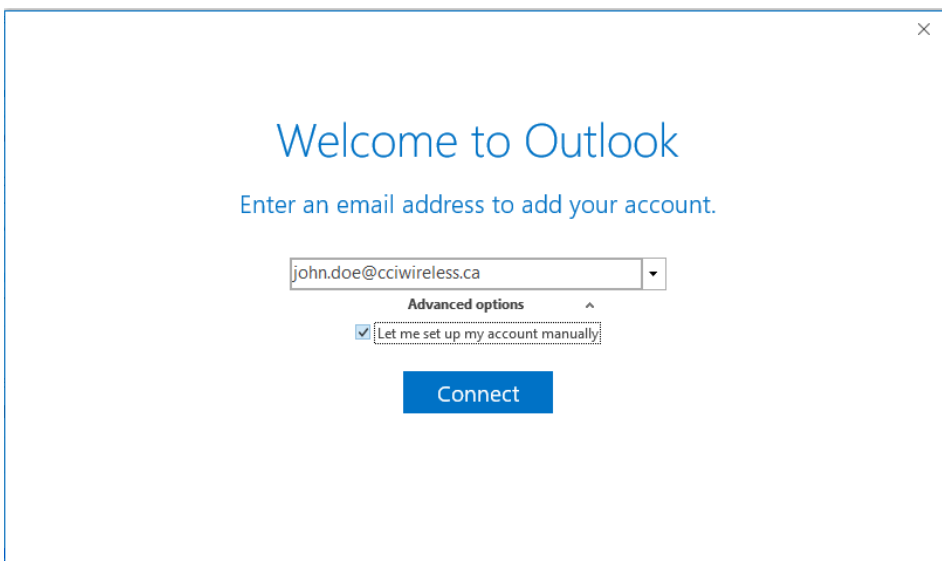 Welcome to Outlook
Enter an email address to add your account.
john.doe@cciwireless.ca
Advanced options
Let me set up my account manually
Connect